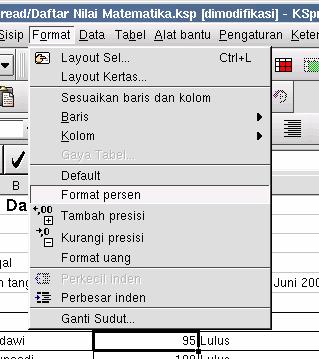 read/Daftar Nilai Matematika.ksp [dimodifikasi] - KSpr
Sisip Format Data Tabel Alat bantu Pengaturan Keter
Layout Sel... Ctrl+L
Layout Kertas...
Sesuaikan baris dan kolom
Baris
Kolom
Gaya Tabel...
Default
Format persen
Tambah presisi
Kurangi presisi
Format uang
Perkecil Inden
Perbesar inden
Ganti Sudut...
B
Da
gal
n tang
Juni 200
dawi 95 Lulus
100 Lulus